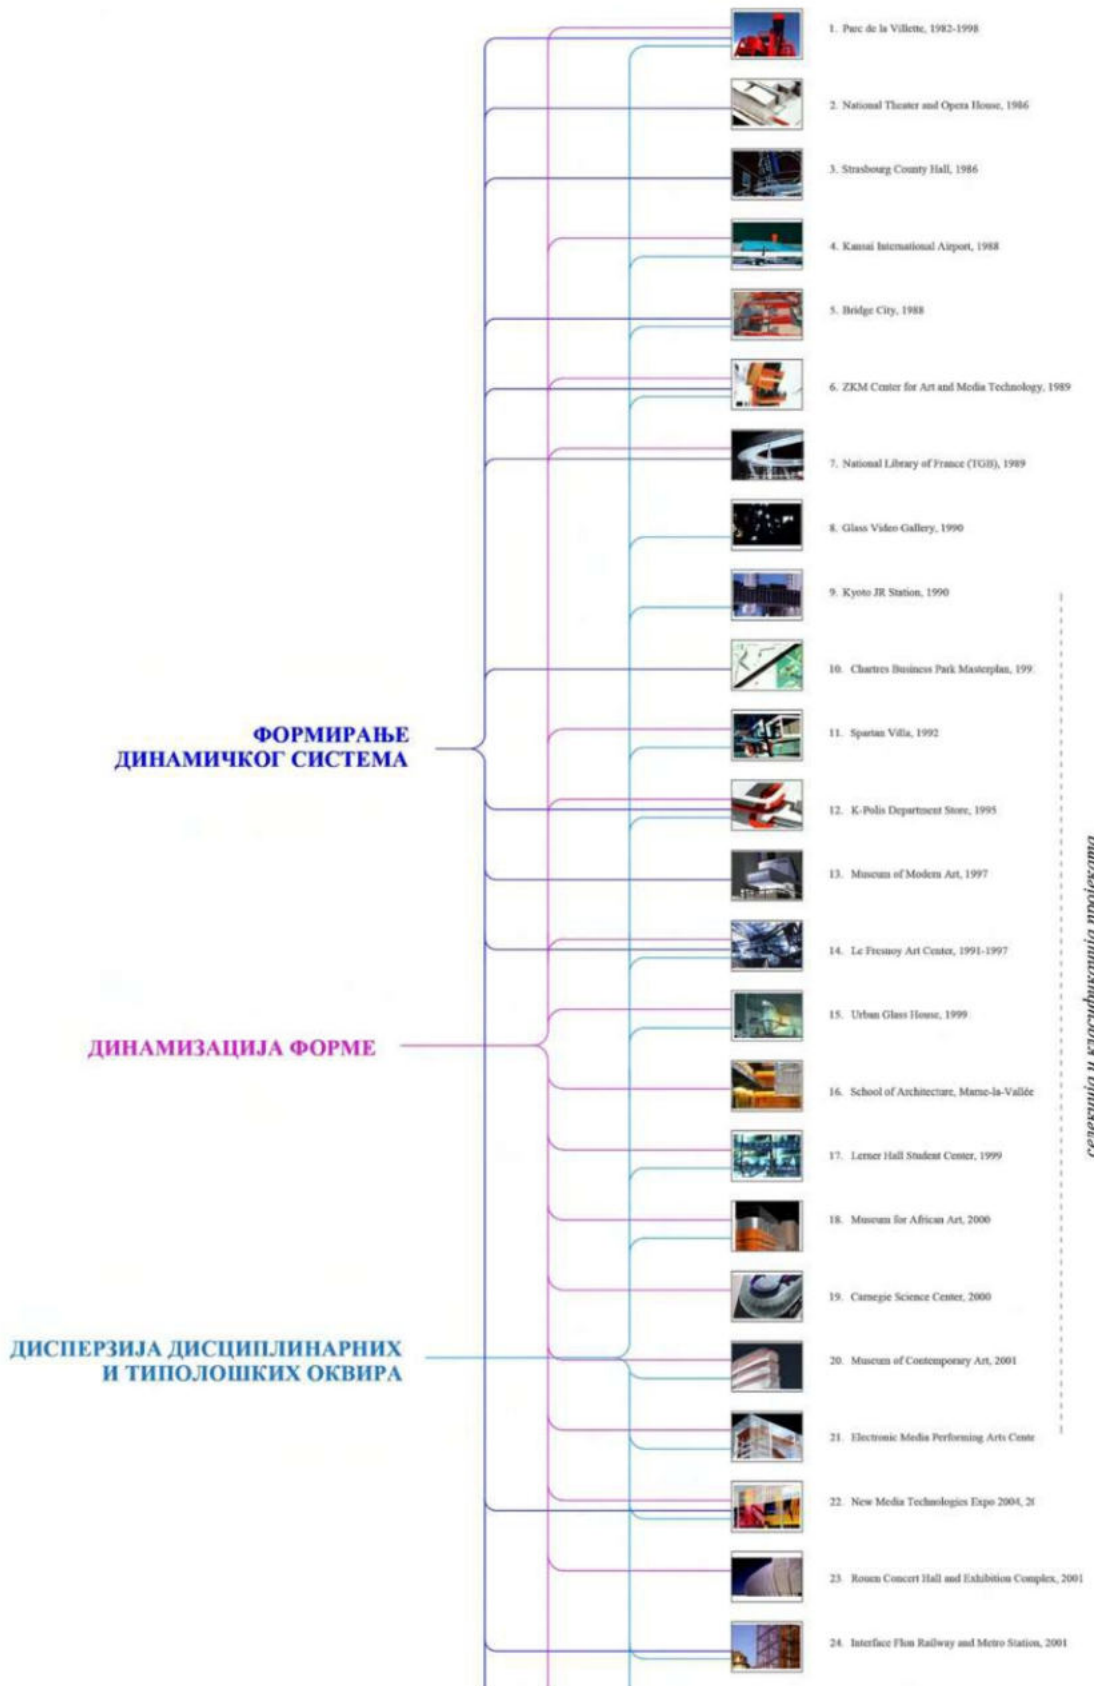 1. Parc de la Villette, 1982-1998
2. National Theater and Opera House, 1986
3. Strasbourg County Hall, 1986
4. Kansai International Airport, 1988
5. Bridge City, 1988
6. ZKM Center for Art and Media Technology, 1989
7. National Library of France (TGB), 1989
8. Glass Video Gallery, 1990
9. Kyoto JR Station, 1990
10. Chartres Business Park Masterplan, 199
ФОРМИРАЊЕ
ДИНАМИЧКОГ СИСТЕМА
11. Spartan Villa, 1992
12. K-Polis Department Store, 1995
13. Museum of Modern Art, 1997
14. Le Fresnoy Art Center, 1991-1997
15. Urban Glass House, 1999
ДИНАМИЗАЦИЈА ФОРМЕ
16. School of Architecture, Marne-la-Vallée
17. Lerner Hall Student Center, 1999
18. Museum for African Art, 2000
19. Carnegie Science Center, 2000
ДИСПЕРЗИЈА ДИСЦИПЛИНАРНИХ
И ТИПОЛОШКИХ ОКВИРА
20. Museum of Contemporary Art, 2001
21. Electronic Media Performing Arts Cente
22. New Media Technologies Expo 2004, 20
23. Rouen Concert Hall and Exhibition Complex, 2001
24. Interface Flon Railway and Metro Station, 2001
селекција и класификација пројеката